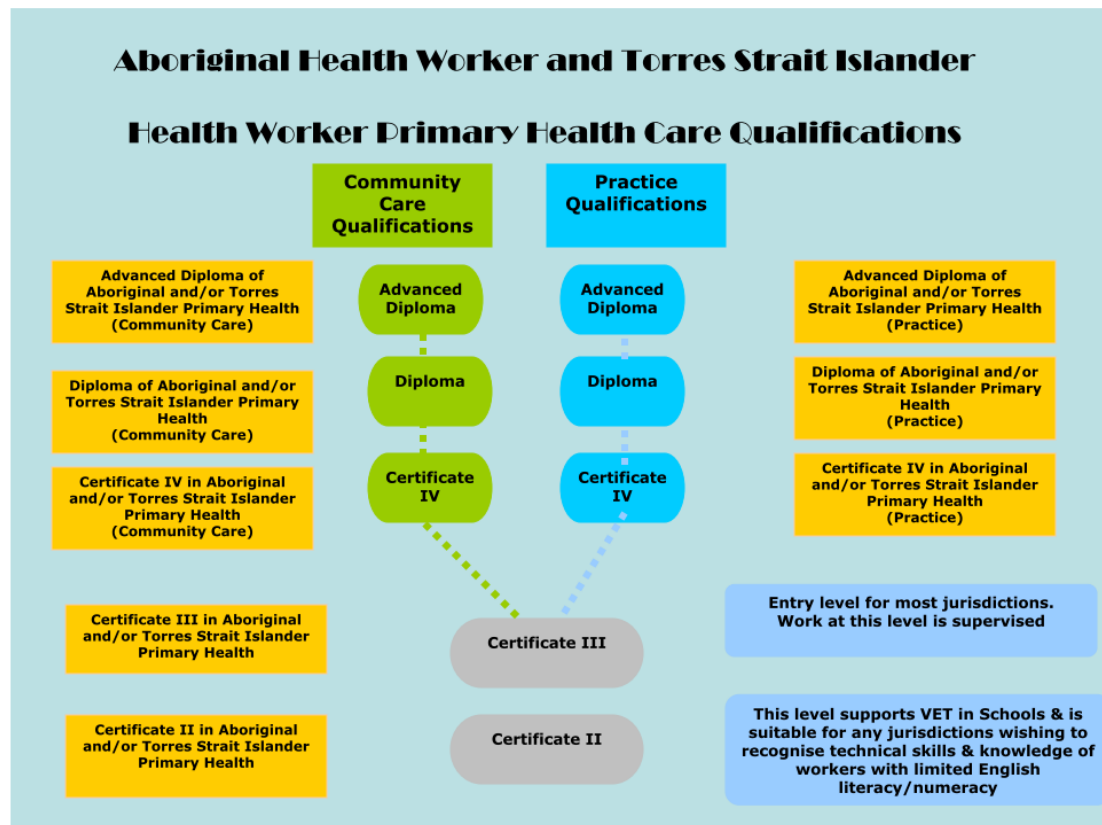 Aboriginal Health Worker and Torres Strait Islander
Health Worker Primary Health Care Qualifications
Community
Care
Qualifications
Practice
Qualifications
Advanced Diploma of
Aboriginal and/or Torres
Strait Islander Primary Health
(Community Care)
Advanced
Diploma
Advanced
Diploma
Advanced Diploma of
Aboriginal and/or Torres
Strait Islander Primary Health
(Practice)
Diploma of Aboriginal and/or
Torres Strait Islander Primary
Health
(Community Care)
Diploma
Diploma
Diploma of Aboriginal and/or
Torres Strait Islander Primary
Health
(Practice)
Certificate IV in Aboriginal
and/or Torres Strait Islander
Primary Health
(Community Care)
Certificate
IV
Certificate
IV
Certificate IV in Aboriginal
and/or Torres Strait Islander
Primary Health
(Practice)
Certificate III in Aboriginal
and/or Torres Strait Islander
Primary Health
Certificate III
Entry level for most jurisdictions.
Work at this level is supervised
Certificate II in Aboriginal
and/or Torres Strait Islander
Primary Health
Certificate II
This level supports VET in Schools & is
suitable for any jurisdictions wishing to
recognise technical skills & knowledge of
workers with limited English
literacy/numeracy